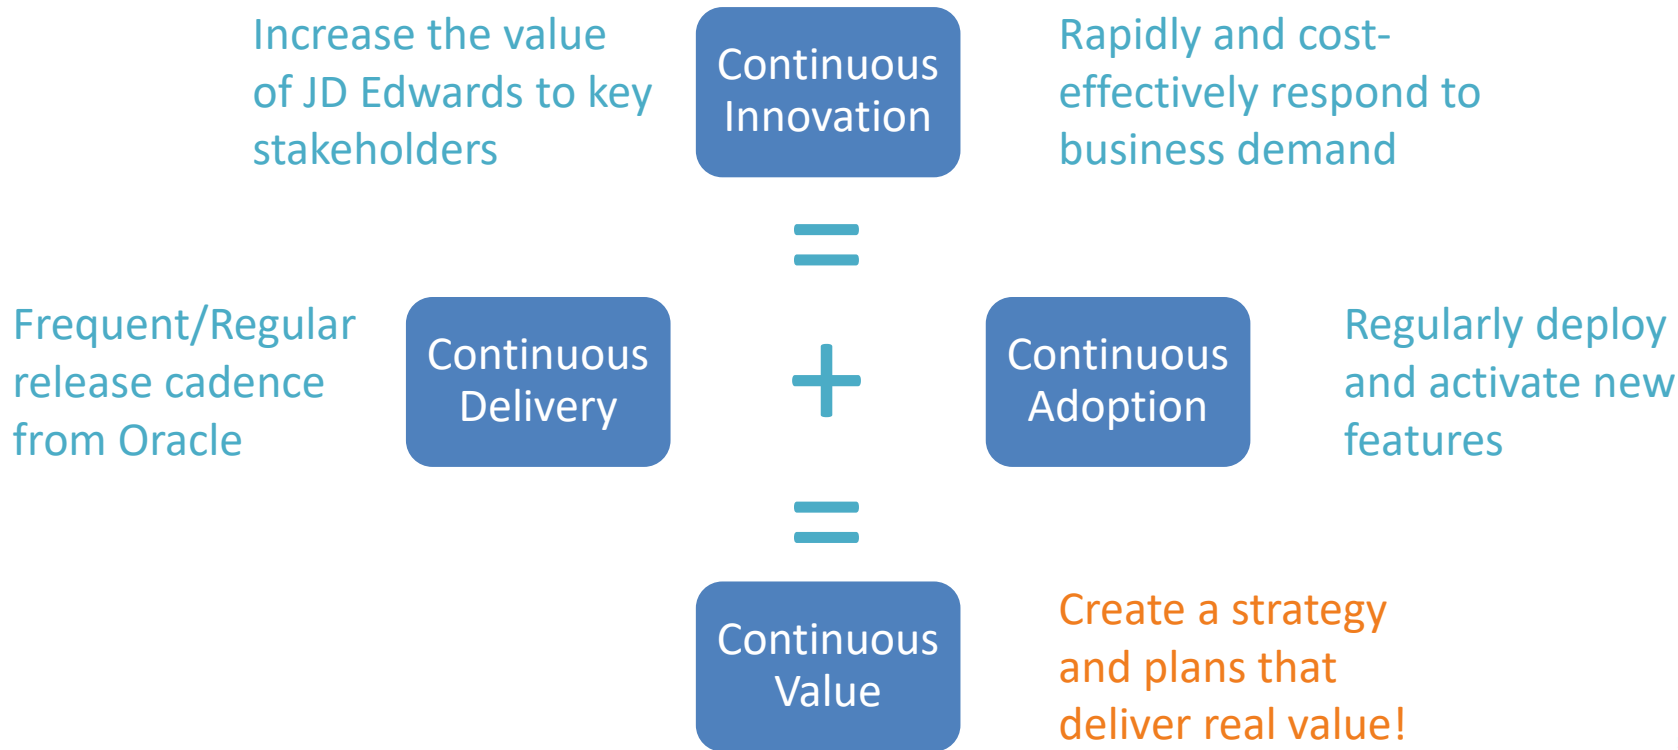 Increase the value
of JD Edwards to key
stakeholders
Continuous
Innovation
Rapidly and cost-
effectively respond to
business demand
=
Frequent/Regular
release cadence
from Oracle
Continuous
Delivery
+
Continuous
Adoption
Regularly deploy
and activate new
features
=
Continuous
Value
Create a strategy
and plans that
deliver real value!